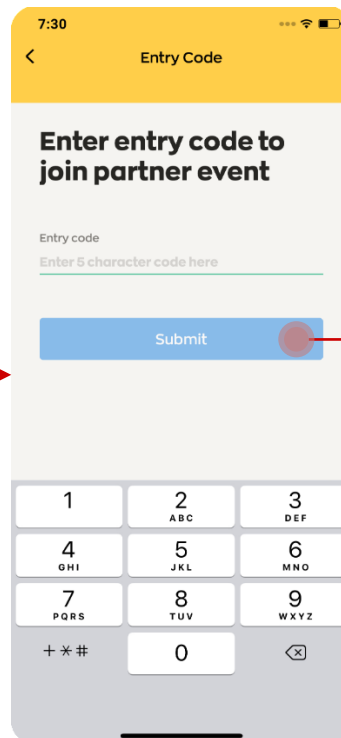 7:30
Entry Code
Enter entry code to
join partner event
Entry code
Enter 5 character code here
Submit
1 2 3
ABC DEF
4 5 6
GHI JKL MNO
7 8 9
PQRS TUV WXYZ
+*# 0